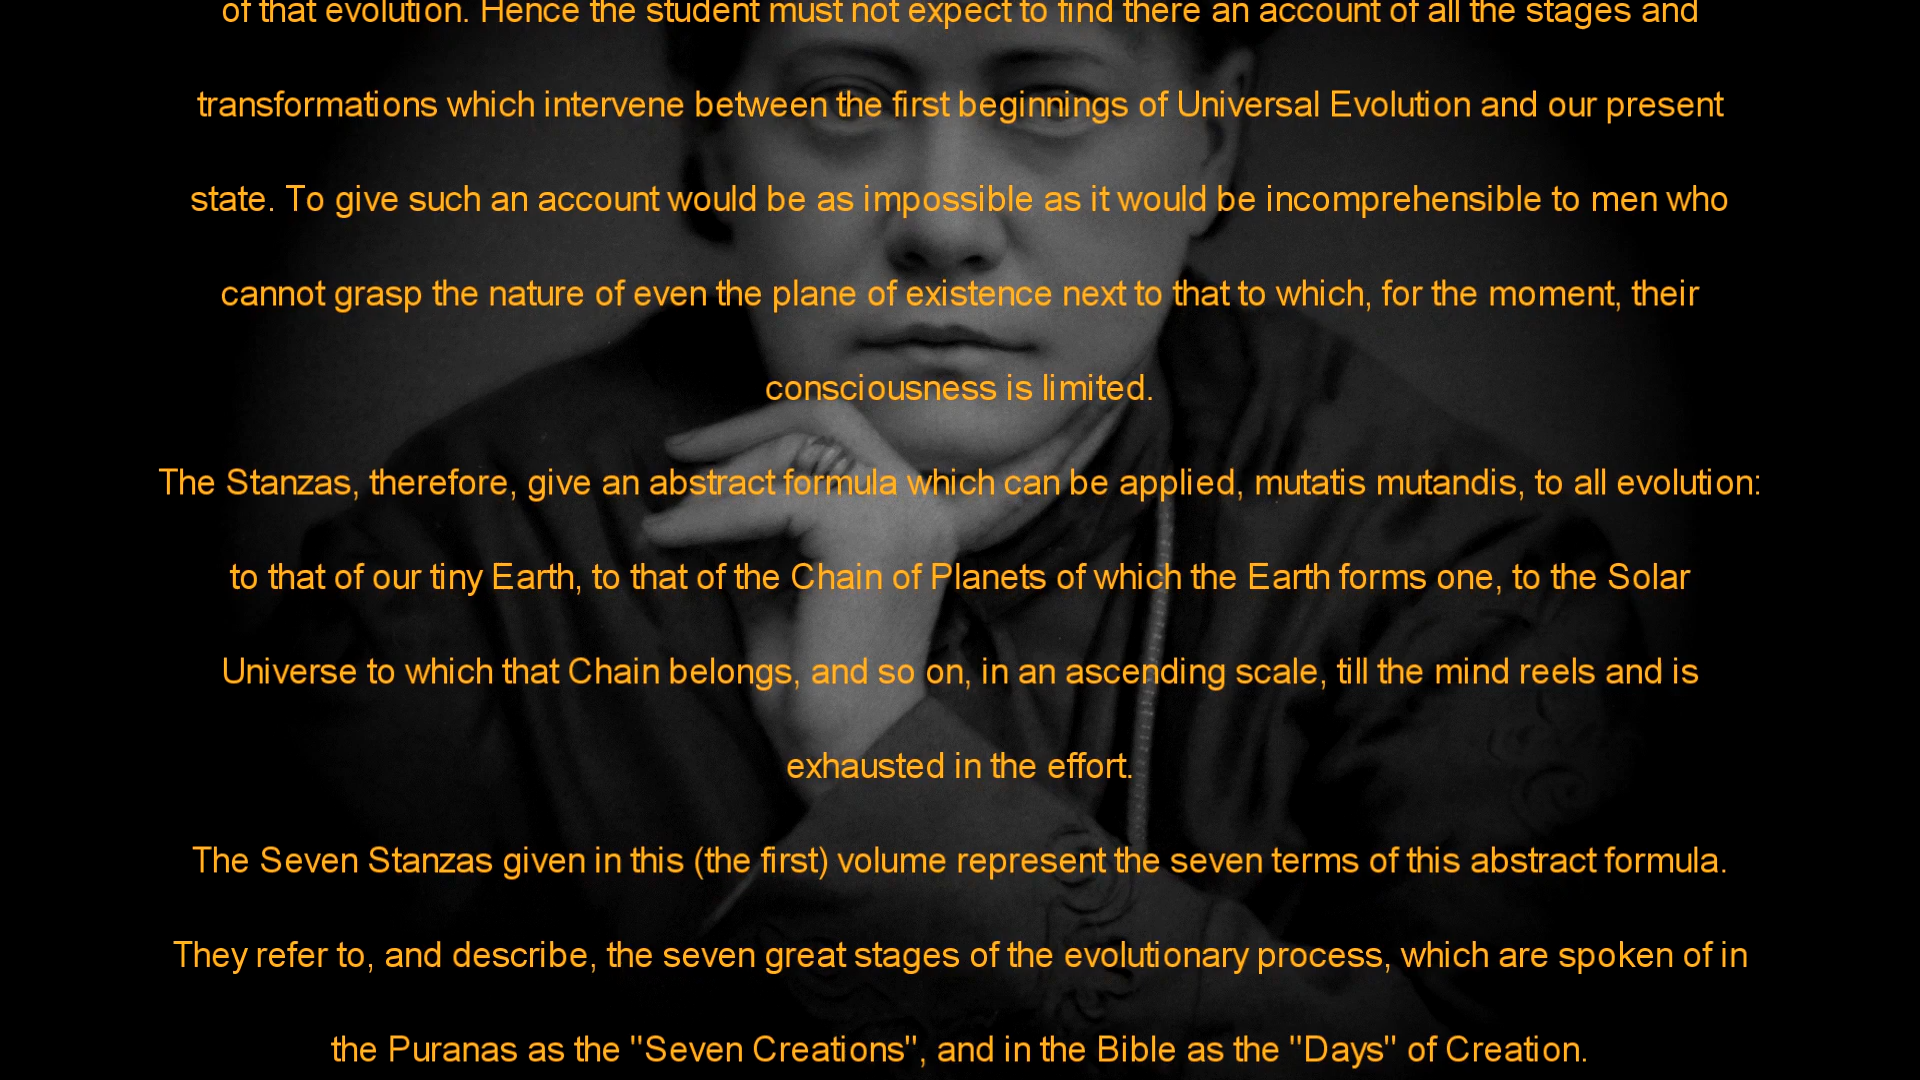 of that evolution. Hence the student must not expect to find there an account of all the stages and
transformations which intervene between the first beginnings of Universal Evolution and our present
state. To give such an account would be as impossible as it would be incomprehensible to men who
cannot grasp the nature of even the plane of existence next to that to which, for the moment, their
consciousness is limited.
The Stanzas, therefore, give an abstract formula which can be applied, mutatis mutandis, to all evolution:
to that of our tiny Earth, to that of the Chain of Planets of which the Earth forms one, to the Solar
Universe to which that Chain belongs, and so on, in an ascending scale, till the mind reels and is
exhausted in the effort.
The Seven Stanzas given in this (the first) volume represent the seven terms of this abstract formula.
They refer to, and describe, the seven great stages of the evolutionary process, which are spoken of in
the Puranas as the "Seven Creations", and in the Bible as the "Days" of Creation.